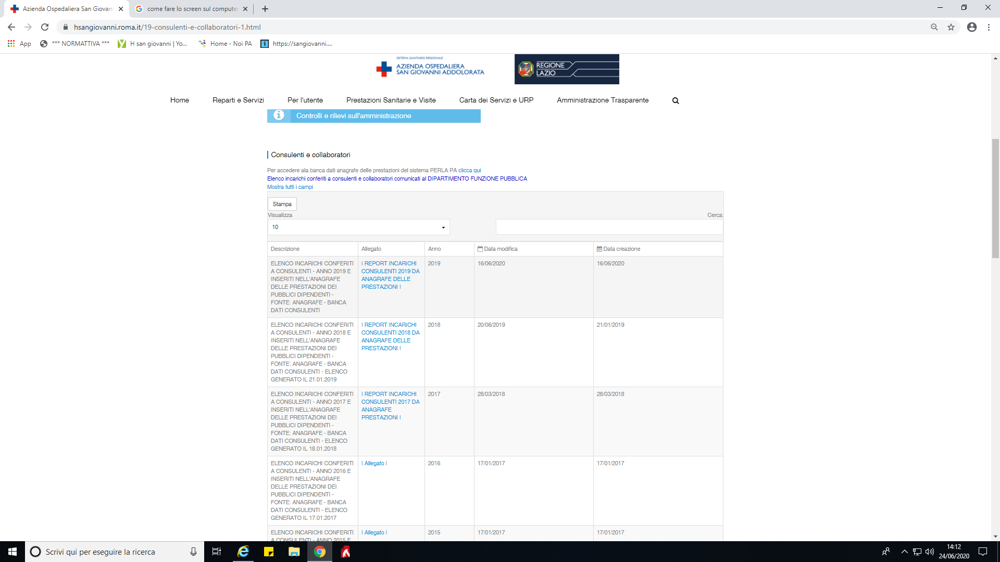 Azienda Ospedaliera San Giovann
come fare lo screen sul compute
hsangiovanni.roma.it/19-consulenti-e-collaboratori-1.html
App
*** NORMATTIVA ***
H san giovanni | Yo...
Home - Noi PA
https://sangiovanni....
SISTEMA SANITARIO REGIONALE
AZIENDA OSPEDALIERA
SAN GIOVANNI ADDOLORATA
REGIONE
LAZIO
Home
Reparti e Servizi
Per l'utente
Prestazioni Sanitarie e Visite
Carta dei Servizi e URP
Amministrazione Trasparente
Controlli e rilievi sull'amministrazione
Consulenti e collaboratori
Per accedere ala banca dati anagrafe delle prestazioni del sistema PERLA PA clicca qui
Elenco incarichi conferiti a consulenti e collaboratori comunicati al DIPARTIMENTO FUNZIONE PUBBLICA
Mostra tutti i campi
Stampa
Visualizza
Cerca:
10
Descrizione
Allegato
Anno
Data modifica
Data creazione
ELENCO INCARICHI CONFERITI
A CONSULENTI - ANNO 2019 E
INSERITI NELL'ANAGRAFE
DELLE PRESTAZIONI DEI
PUBBLICI DIPENDENTI -
FONTE: ANAGRAFE - BANCA
DATI CONSULENTI
| REPORT INCARICHI
CONSULENTI 2019 DA
ANAGRAFE DELLE
PRESTAZIONI |
2019
16/06/2020
16/06/2020
ELENCO INCARICHI CONFERITI
A CONSULENTI - ANNO 2018 E
INSERITI NELL'ANAGRAFE
DELLE PRESTAZIONI DEI
PUBBLICI DIPENDENTI -
FONTE: ANAGRAFE - BANCA
DATI CONSULENTI - ELENCO
GENERATO IL 21.01.2019
| REPORT INCARICHI
CONSULENTI 2018 DA
ANAGRAFE DELLE
PRESTAZIONI |
2018
20/06/2019
21/01/2019
ELENCO INCARICHI CONFERITI
A CONSULENTI - ANNO 2017 E
INSERITI NELL'ANAGRAFE
DELLE PRESTAZIONI DEI
PUBBLICI DIPENDENTI -
FONTE: ANAGRAFE - BANCA
DATI CONSULENTI - ELENCO
GENERATO IL 18.01.2018
| REPORT INCARICHI
CONSULENTI 2017 DA
ANAGRAFE
PRESTAZIONI |
2017
28/03/2018
28/03/2018
ELENCO INCARICHI CONFERITI
A CONSULENTI - ANNO 2016 E
INSERITI NELL'ANAGRAFE
DELLE PRESTAZIONI DEI
PUBBLICI DIPENDENTI -
FONTE: ANAGRAFE - BANCA
DATI CONSULENTI - ELENCO
GENERATO IL 17.01.2017
| Allegato |
2016
17/01/2017
17/01/2017
ELENCO INCARICHI CONFERITI
A CONSULENTI - ANNO 2015 E
| Allegato |
2015
17/01/2017
17/01/2017
Scrivi qui per eseguire la ricerca
14:12
24/06/2020